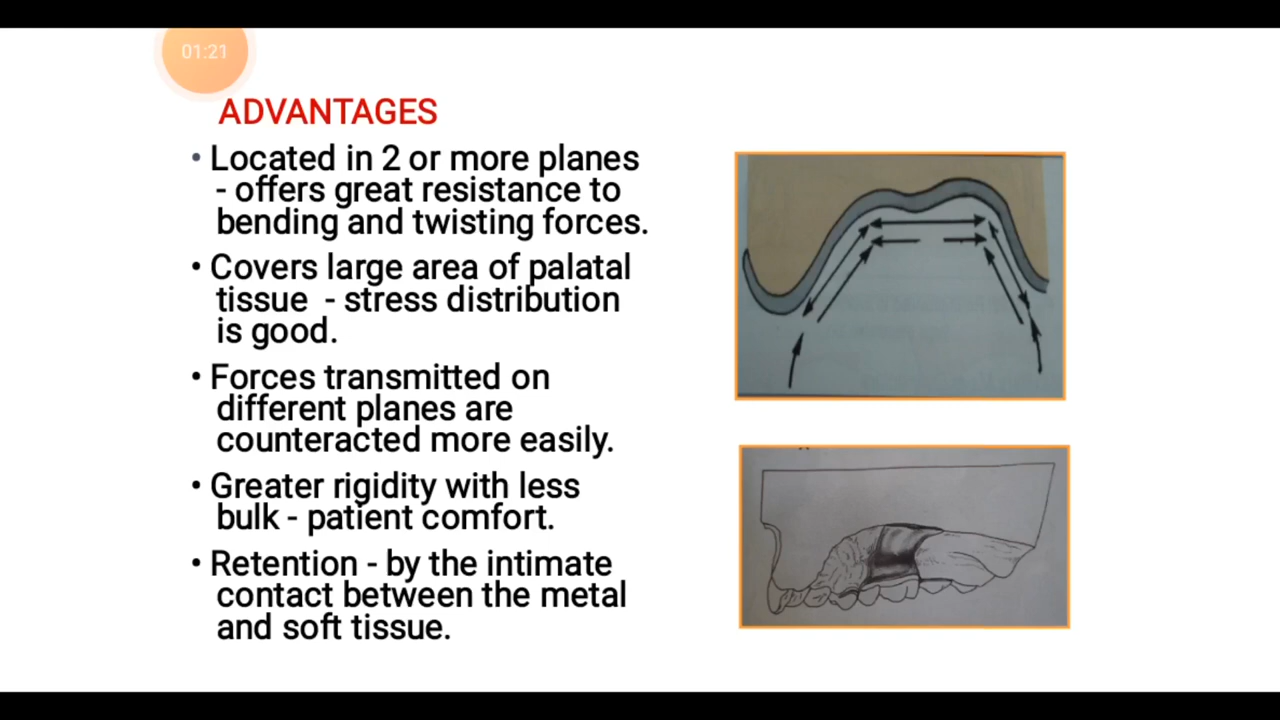 01:21
ADVANTAGES
• Located in 2 or more planes
- offers great resistance to
bending and twisting forces.
• Covers large area of palatal
tissue - stress distribution
is good.
• Forces transmitted on
different planes are
counteracted more easily.
• Greater rigidity with less
bulk - patient comfort.
• Retention - by the intimate
contact between the metal
and soft tissue.